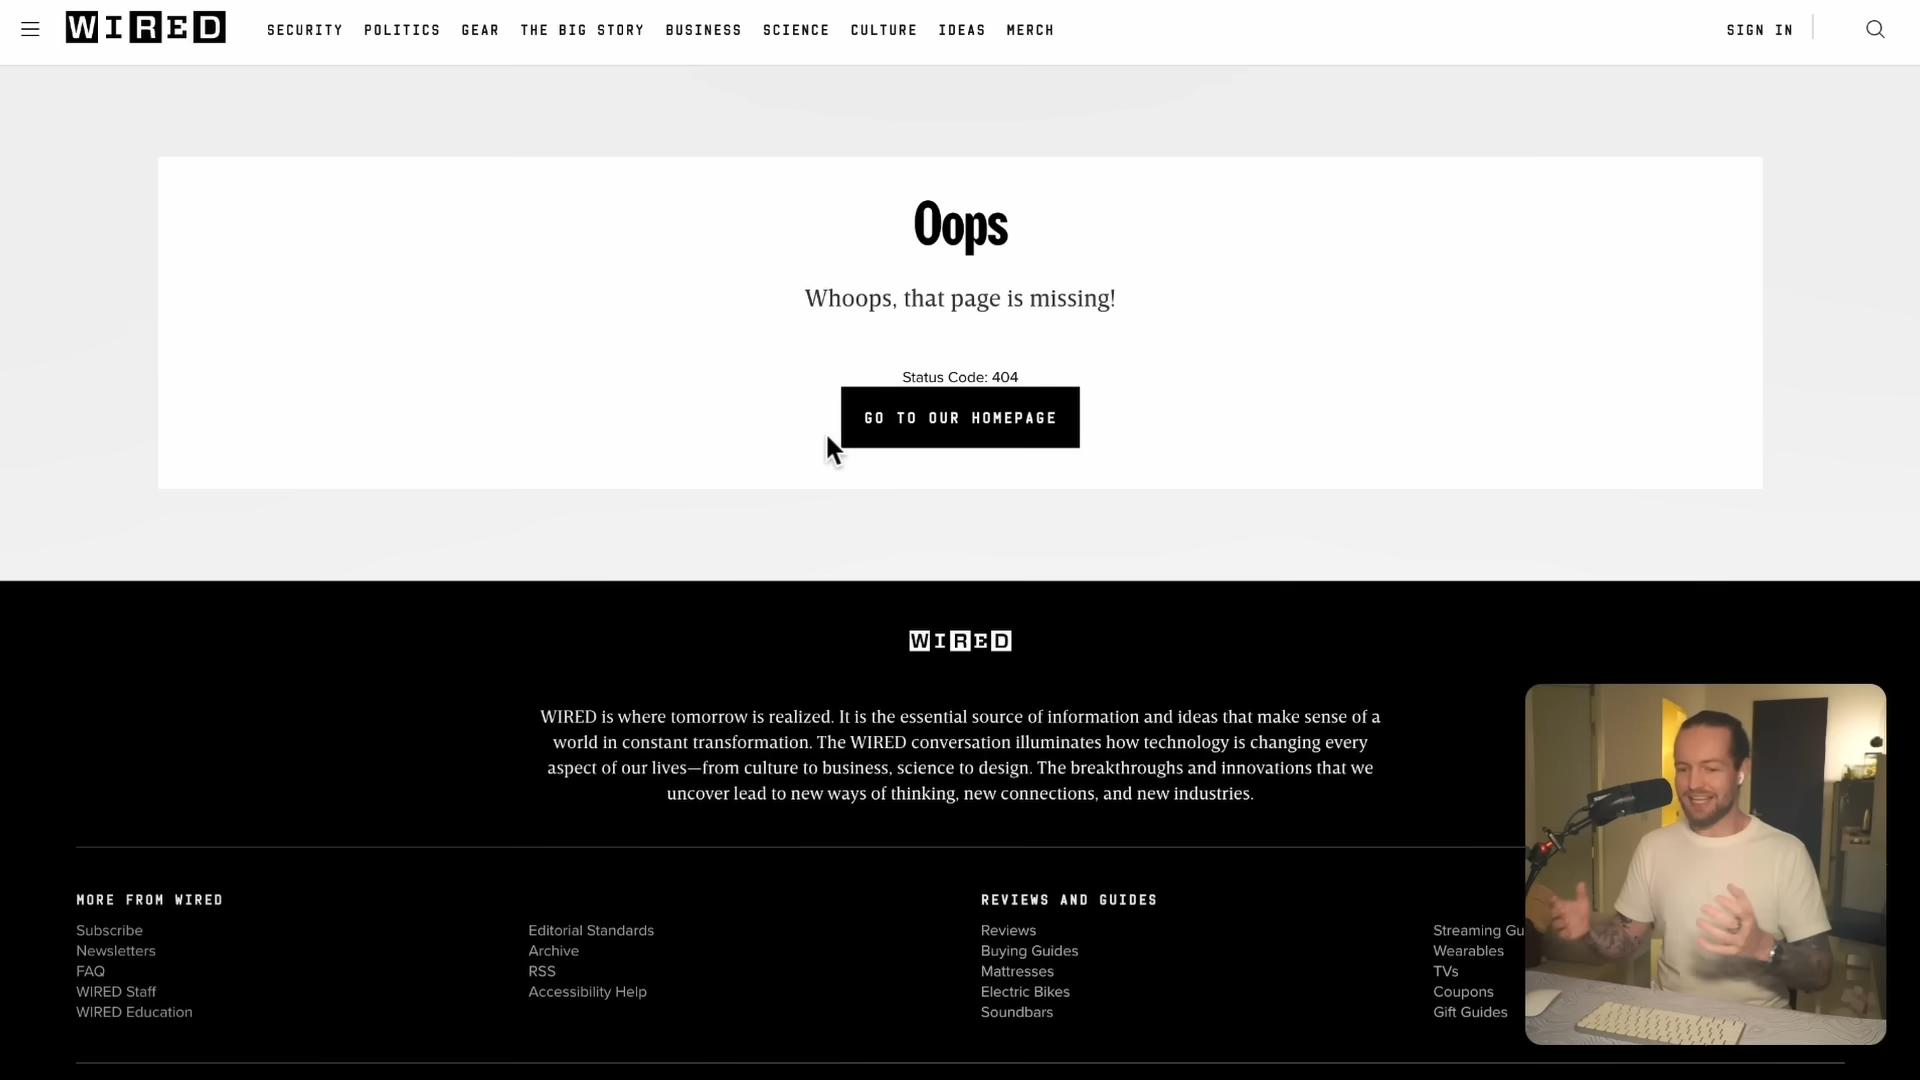 WIRED
SECURITY POLITICS GEAR THE BIG STORY BUSINESS SCIENCE CULTURE IDEAS MERCH
SIGN IN
Oops
Whoops, that page is missing!
Status Code: 404
GO TO OUR HOMEPAGE
WIRED
WIRED is where tomorrow is realized. It is the essential source of information and ideas that make sense of a
world in constant transformation. The WIRED conversation illuminates how technology is changing every
aspect of our lives—from culture to business, science to design. The breakthroughs and innovations that we
uncover lead to new ways of thinking, new connections, and new industries.
MORE FROM WIRED
Subscribe
Newsletters
FAQ
WIRED Staff
WIRED Education
Editorial Standards
Archive
RSS
Accessibility Help
REVIEWS AND GUIDES
Reviews
Buying Guides
Mattresses
Electric Bikes
Soundbars
Streaming Gu
Wearables
TVs
Coupons
Gift Guides